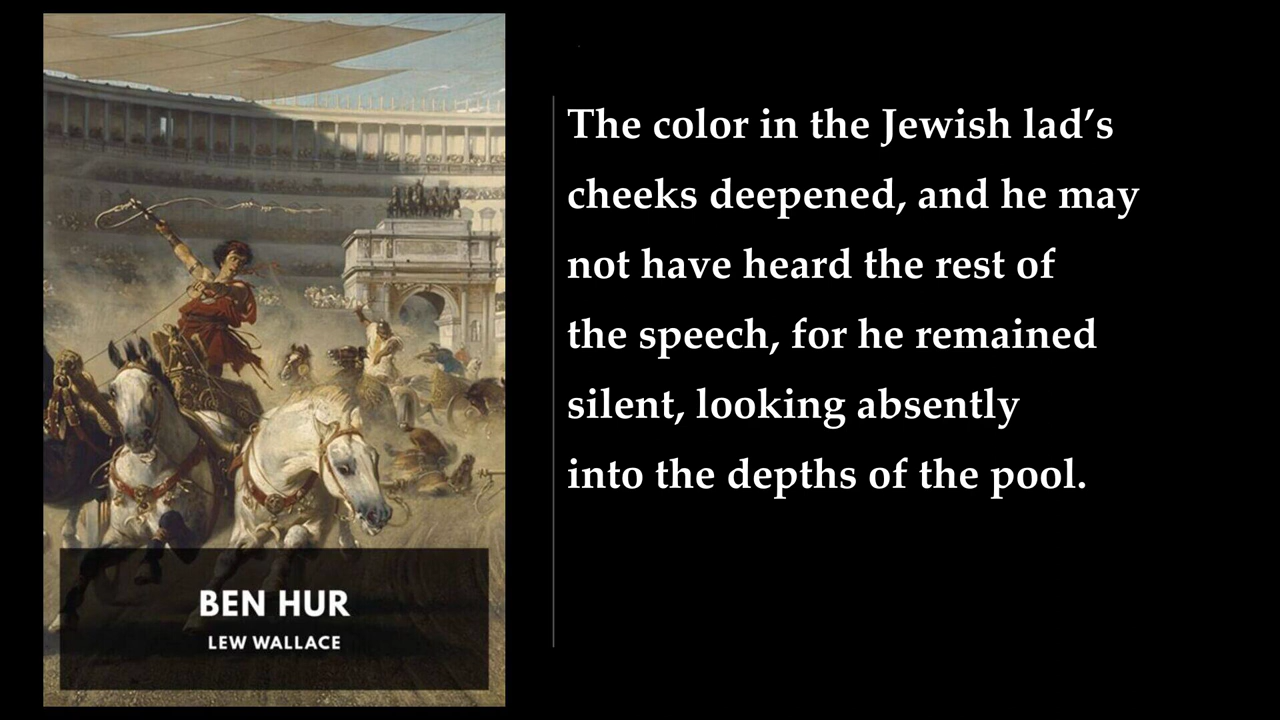 BEN HUR
LEW WALLACE
The color in the Jewish lad’s
cheeks deepened, and he may
not have heard the rest of
the speech, for he remained
silent, looking absently
into the depths of the pool.